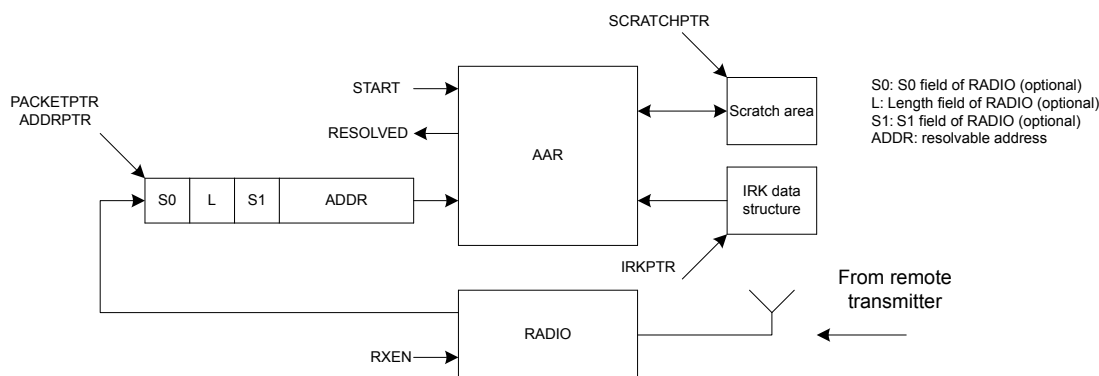 SCRATCHPTR
START
PACKETPTR
ADDRPTR
RESOLVED
AAR
Scratch area
S0: S0 field of RADIO (optional)
L: Length field of RADIO (optional)
S1: S1 field of RADIO (optional)
ADDR: resolvable address
S0
L
S1
ADDR
IRK data
structure
IRKPTR
From remote
transmitter
RADIO
RXEN